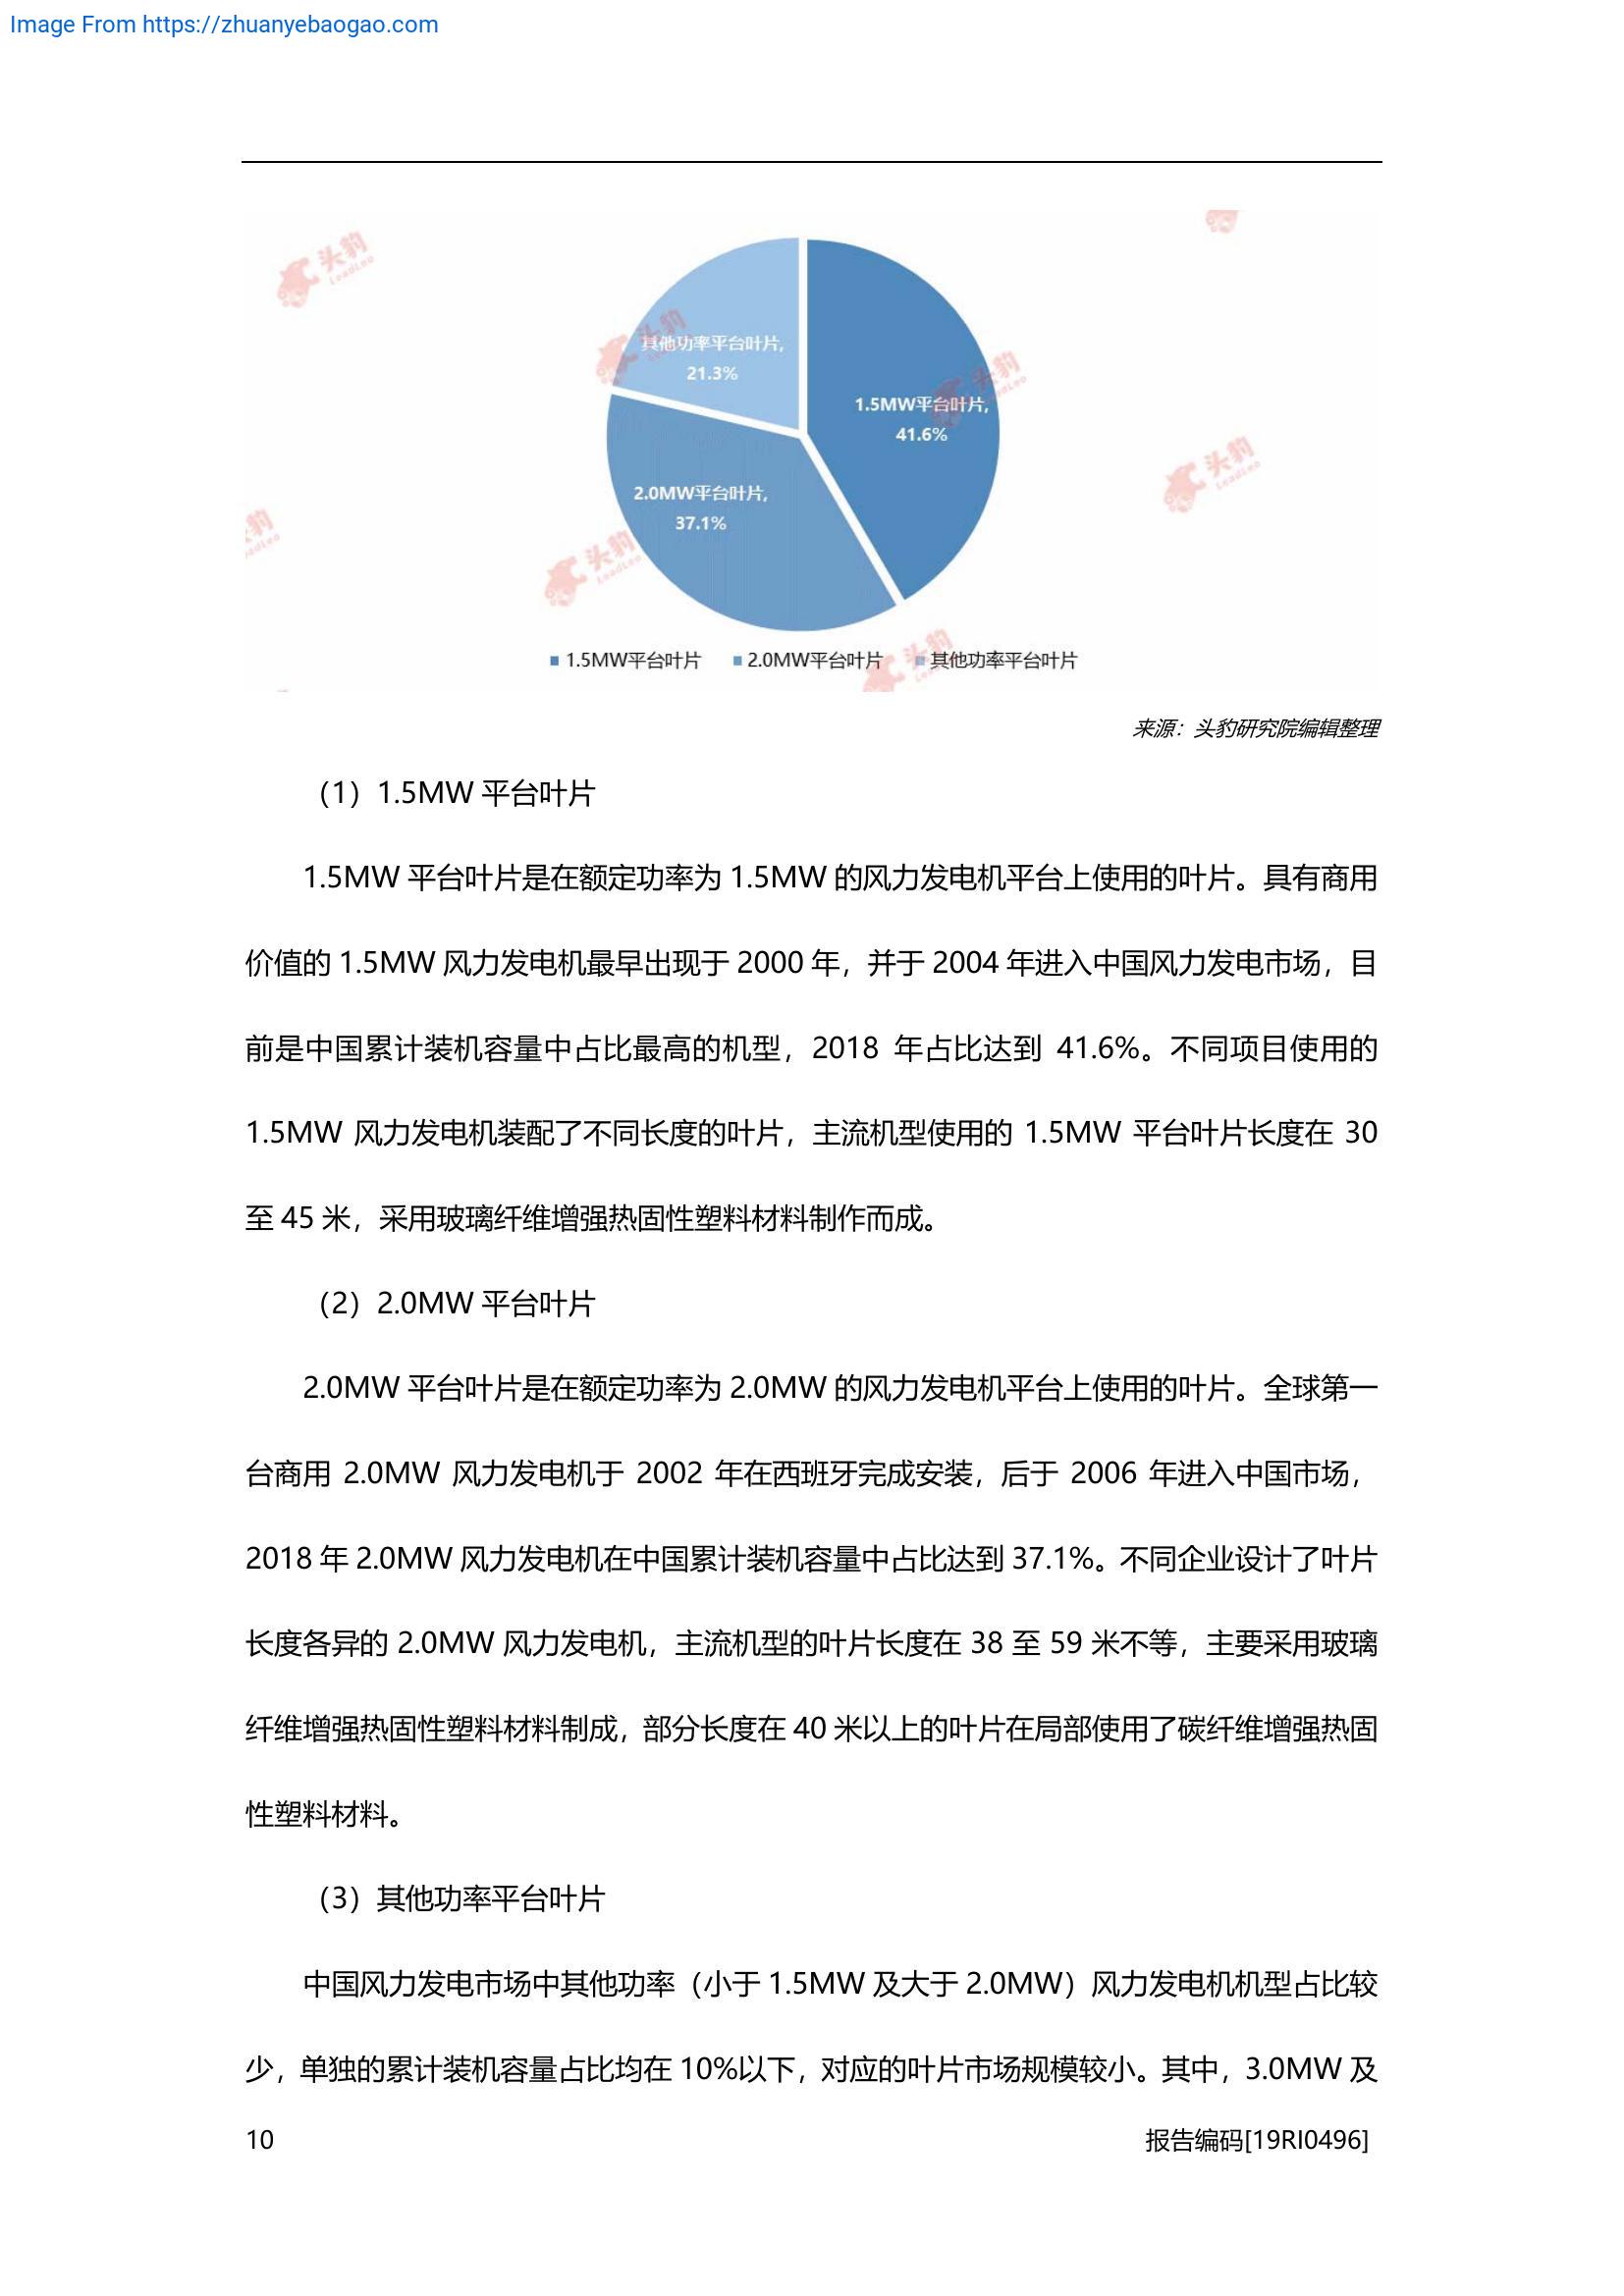 Image From https://zhuanyebaogao.com
其他功率平台叶片,
21.3%
1.5MW平台叶片,
41.6%
2.0MW平台叶片,
37.1%
1.5MW平台叶片 2.0MW平台叶片 其他功率平台叶片
头豹
LeadLeo
来源：头豹研究院编辑整理
（1）1.5MW 平台叶片
1.5MW 平台叶片是在额定功率为 1.5MW 的风力发电机平台上使用的叶片。具有商用
价值的 1.5MW 风力发电机最早出现于 2000 年，并于 2004 年进入中国风力发电市场，目
前是中国累计装机容量中占比最高的机型，2018 年占比达到 41.6%。不同项目使用的
1.5MW 风力发电机装配了不同长度的叶片，主流机型使用的 1.5MW 平台叶片长度在 30
至 45 米，采用玻璃纤维增强热固性塑料材料制作而成。
（2）2.0MW 平台叶片
2.0MW 平台叶片是在额定功率为 2.0MW 的风力发电机平台上使用的叶片。全球第一
台商用 2.0MW 风力发电机于 2002 年在西班牙完成安装，后于 2006 年进入中国市场，
2018 年 2.0MW 风力发电机在中国累计装机容量中占比达到 37.1%。不同企业设计了叶片
长度各异的 2.0MW 风力发电机，主流机型的叶片长度在 38 至 59 米不等，主要采用玻璃
纤维增强热固性塑料材料制成，部分长度在 40 米以上的叶片在局部使用了碳纤维增强热固
性塑料材料。
（3）其他功率平台叶片
中国风力发电市场中其他功率（小于 1.5MW 及大于 2.0MW）风力发电机机型占比较
少，单独的累计装机容量占比均在 10%以下，对应的叶片市场规模较小。其中，3.0MW 及
10 报告编码[19RI0496]